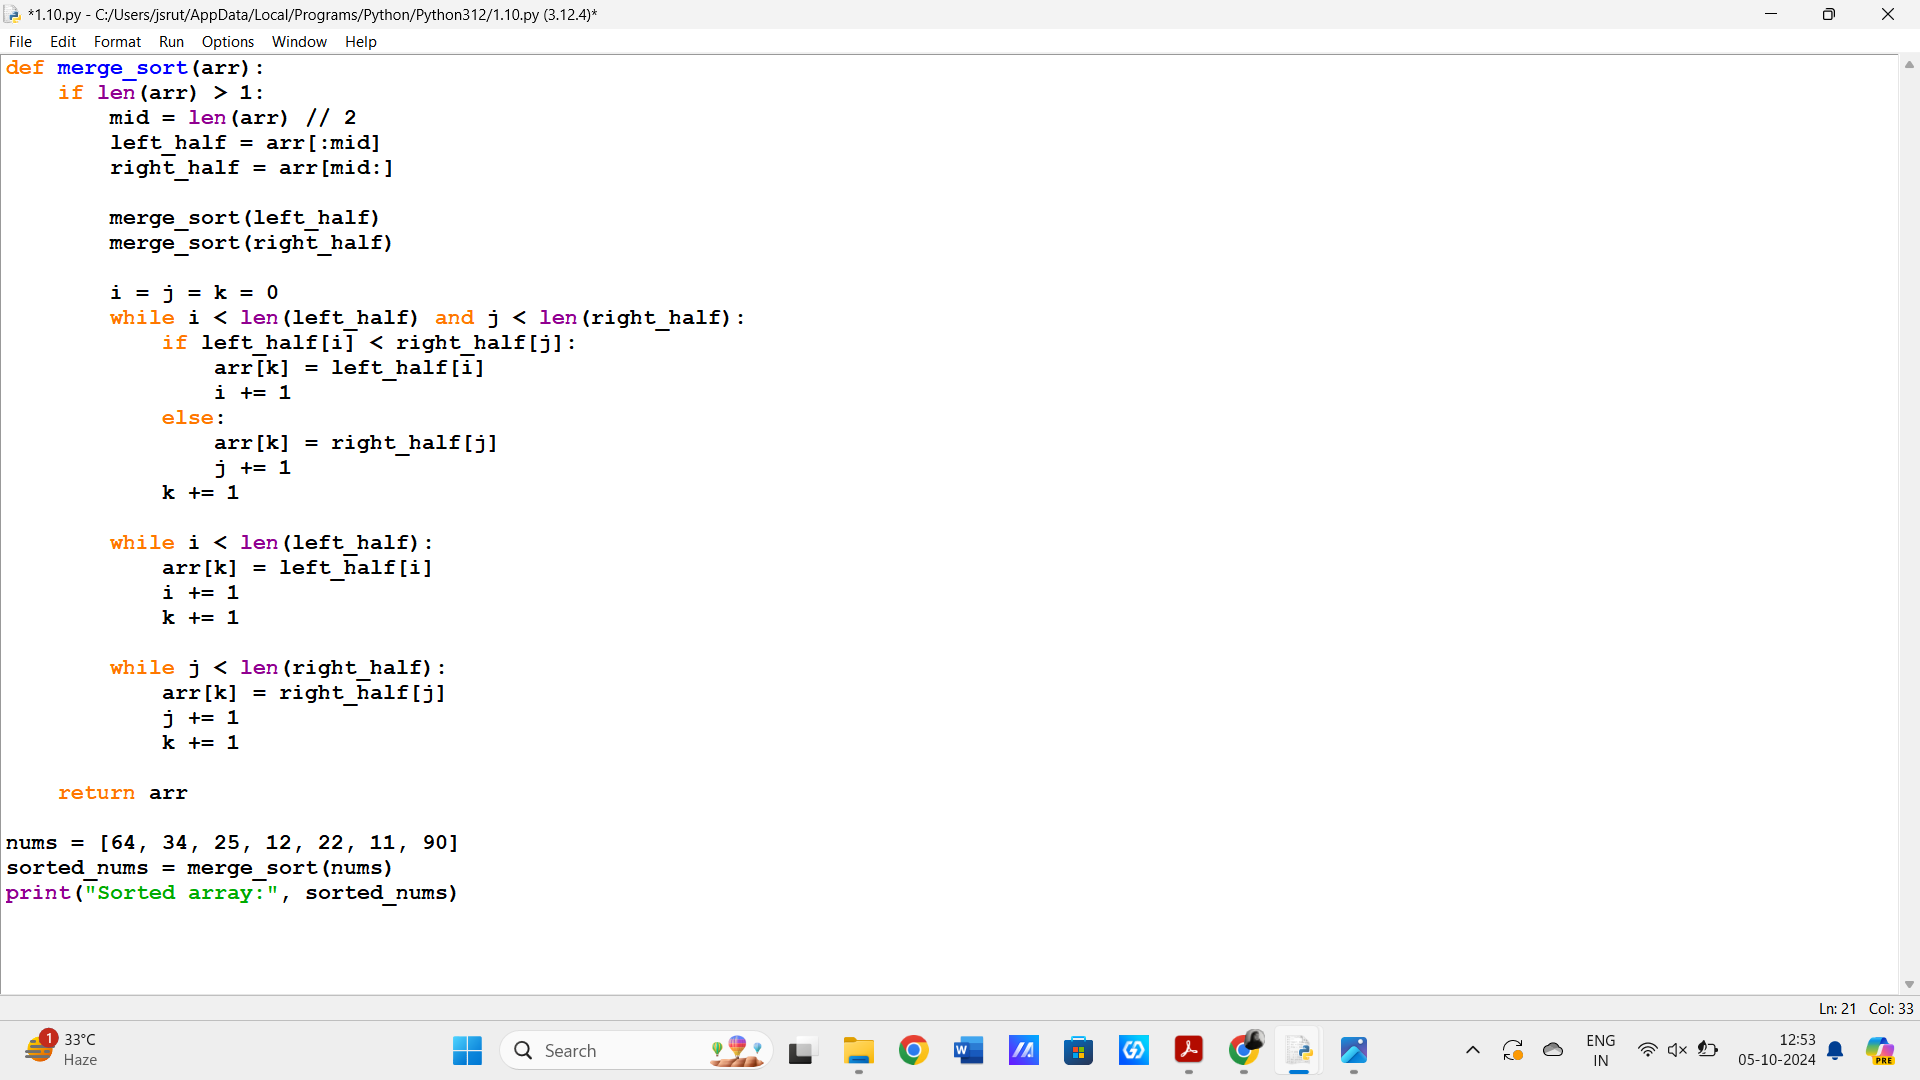 *1.10.py - C:/Users/jsrut/AppData/Local/Programs/Python/Python312/1.10.py (3.12.4)*
File Edit Format Run Options Window Help
def merge_sort(arr):
    if len(arr) > 1:
        mid = len(arr) // 2
        left_half = arr[:mid]
        right_half = arr[mid:]

        merge_sort(left_half)
        merge_sort(right_half)

        i = j = k = 0
        while i < len(left_half) and j < len(right_half):
            if left_half[i] < right_half[j]:
                arr[k] = left_half[i]
                i += 1
            else:
                arr[k] = right_half[j]
                j += 1
            k += 1

        while i < len(left_half):
            arr[k] = left_half[i]
            i += 1
            k += 1

        while j < len(right_half):
            arr[k] = right_half[j]
            j += 1
            k += 1

    return arr

nums = [64, 34, 25, 12, 22, 11, 90]
sorted_nums = merge_sort(nums)
print("Sorted array:", sorted_nums)
Ln: 21 Col: 33
1
33°C
Haze
Search
W
ENG
IN
12:53
05-10-2024
PRE